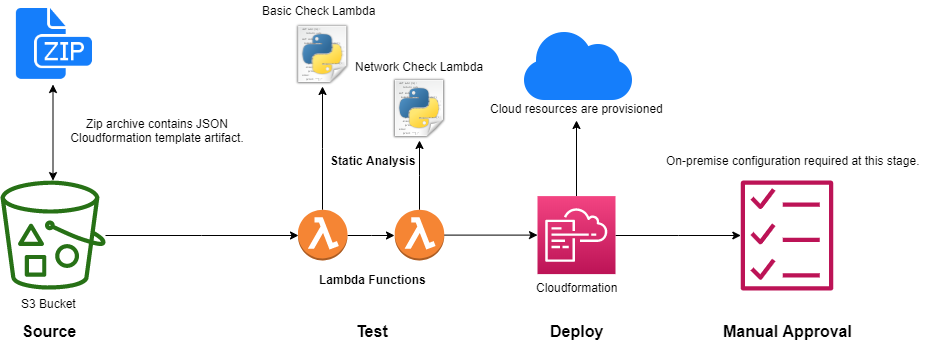 Basic Check Lambda
ZIP
Network Check Lambda
Cloud resources are provisioned
Zip archive contains JSON
Cloudformation template artifact.
Static Analysis
On-premise configuration required at this stage.
Lambda Functions
Cloudformation
S3 Bucket
Source
Test
Deploy
Manual Approval